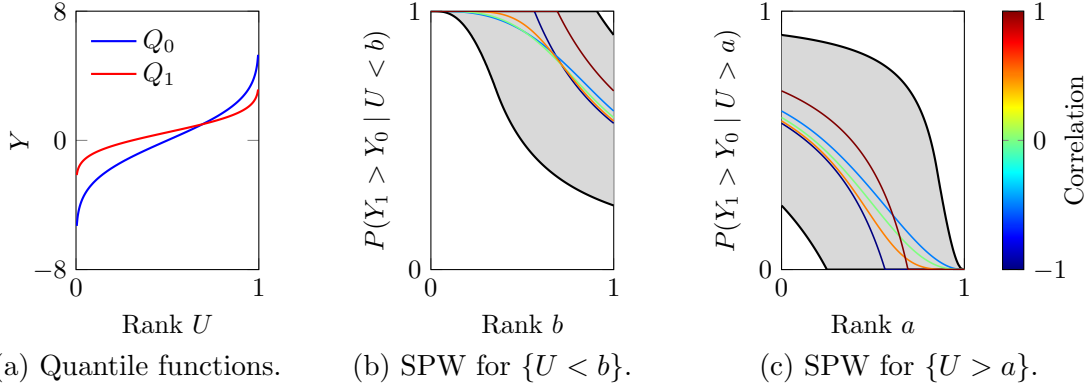 8
0
−8
Y
Q₀
Q₁
0
1
Rank U
a) Quantile functions.
1
0
P(Y₁ > Y₀ | U < b)
0
1
Rank b
(b) SPW for {U < b}.
1
0
P(Y₁ > Y₀ | U > a)
0
1
Rank a
(c) SPW for {U > a}.
1
0
−1
Correlation